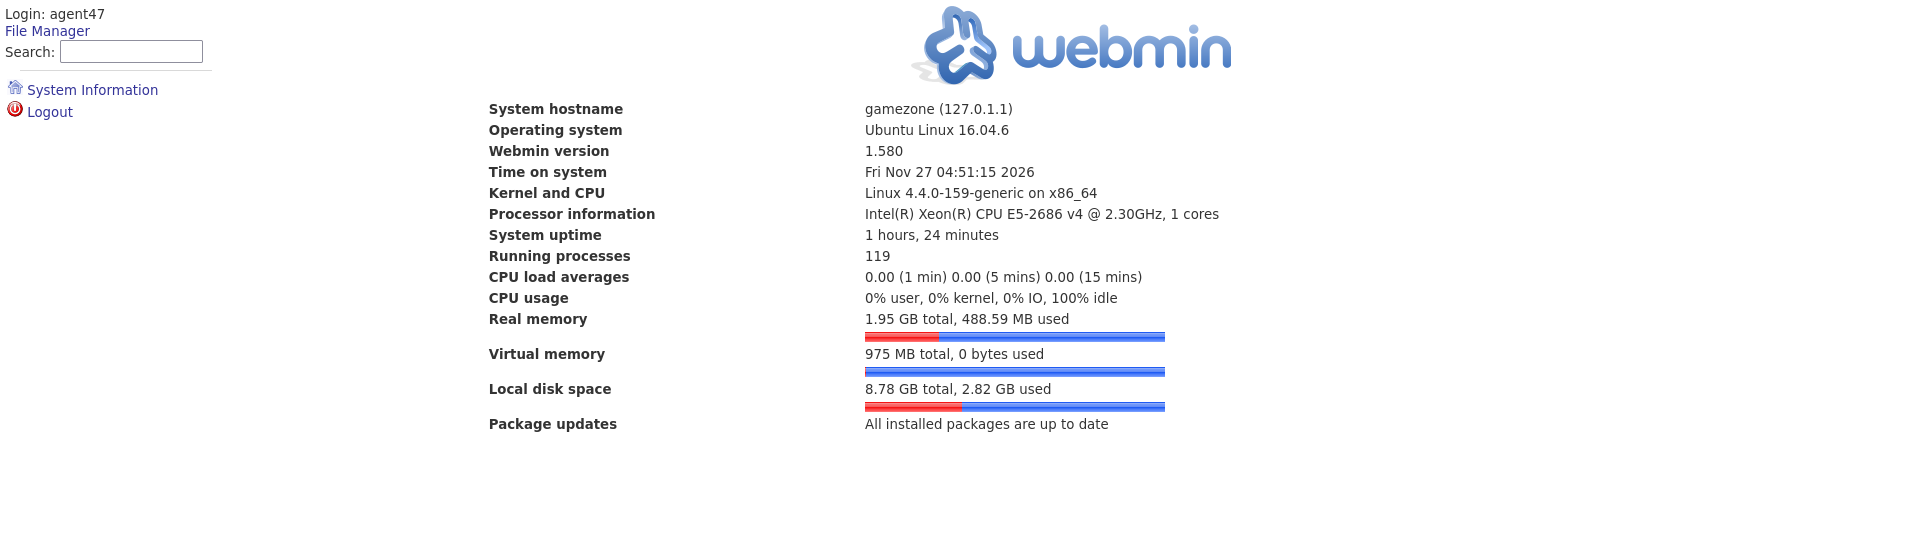 Login: agent47
File Manager
Search:
System Information
Logout
webmin
System hostname gamezone (127.0.1.1)
Operating system Ubuntu Linux 16.04.6
Webmin version 1.580
Time on system Fri Nov 27 04:51:15 2026
Kernel and CPU Linux 4.4.0-159-generic on x86_64
Processor information Intel(R) Xeon(R) CPU E5-2686 v4 @ 2.30GHz, 1 cores
System uptime 1 hours, 24 minutes
Running processes 119
CPU load averages 0.00 (1 min) 0.00 (5 mins) 0.00 (15 mins)
CPU usage 0% user, 0% kernel, 0% IO, 100% idle
Real memory 1.95 GB total, 488.59 MB used
Virtual memory 975 MB total, 0 bytes used
Local disk space 8.78 GB total, 2.82 GB used
Package updates All installed packages are up to date